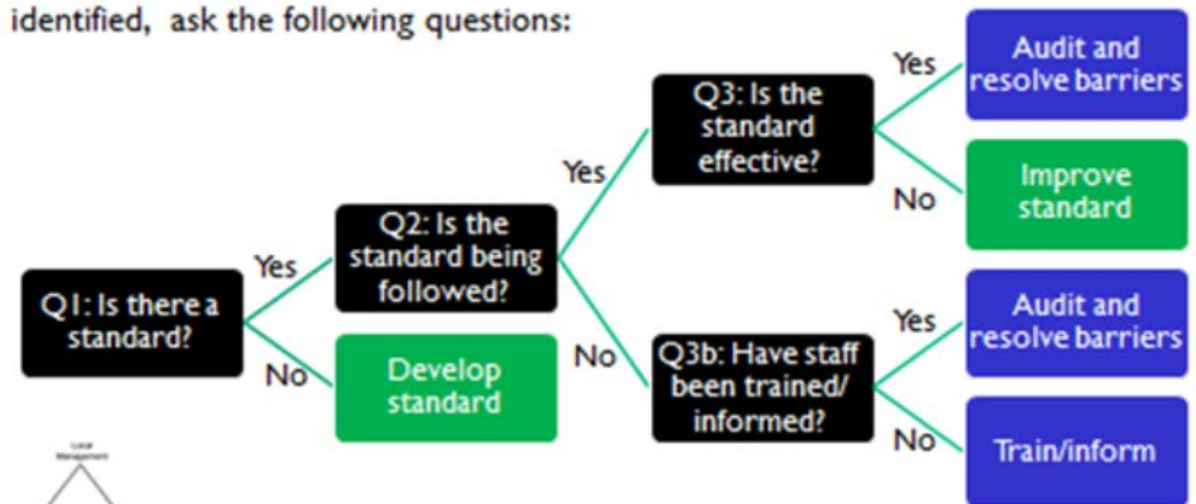 identified, ask the following questions:
Q1: Is there a
standard?
Yes
No
Q2: Is the
standard being
followed?
Develop
standard
Yes
No
Q3: Is the
standard
effective?
Q3b: Have staff
been trained/
informed?
Yes
No
Audit and
resolve barriers
Improve
standard
Yes
No
Audit and
resolve barriers
Train/inform
Local
Management